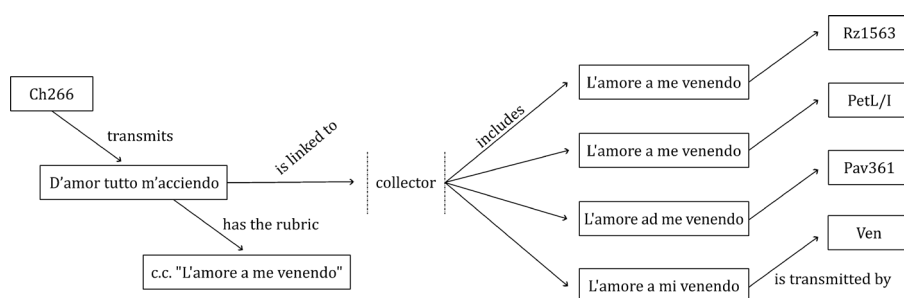 Ch266
transmits
D’amor tutto m’acciendo
is linked to
has the rubric
c.c. "L'amore a me venendo"
collector
includes
L'amore a me venendo
Rz1563
L'amore a me venendo
PetL/I
L'amore ad me venendo
Pav361
L'amore a mi venendo
Ven
is transmitted by